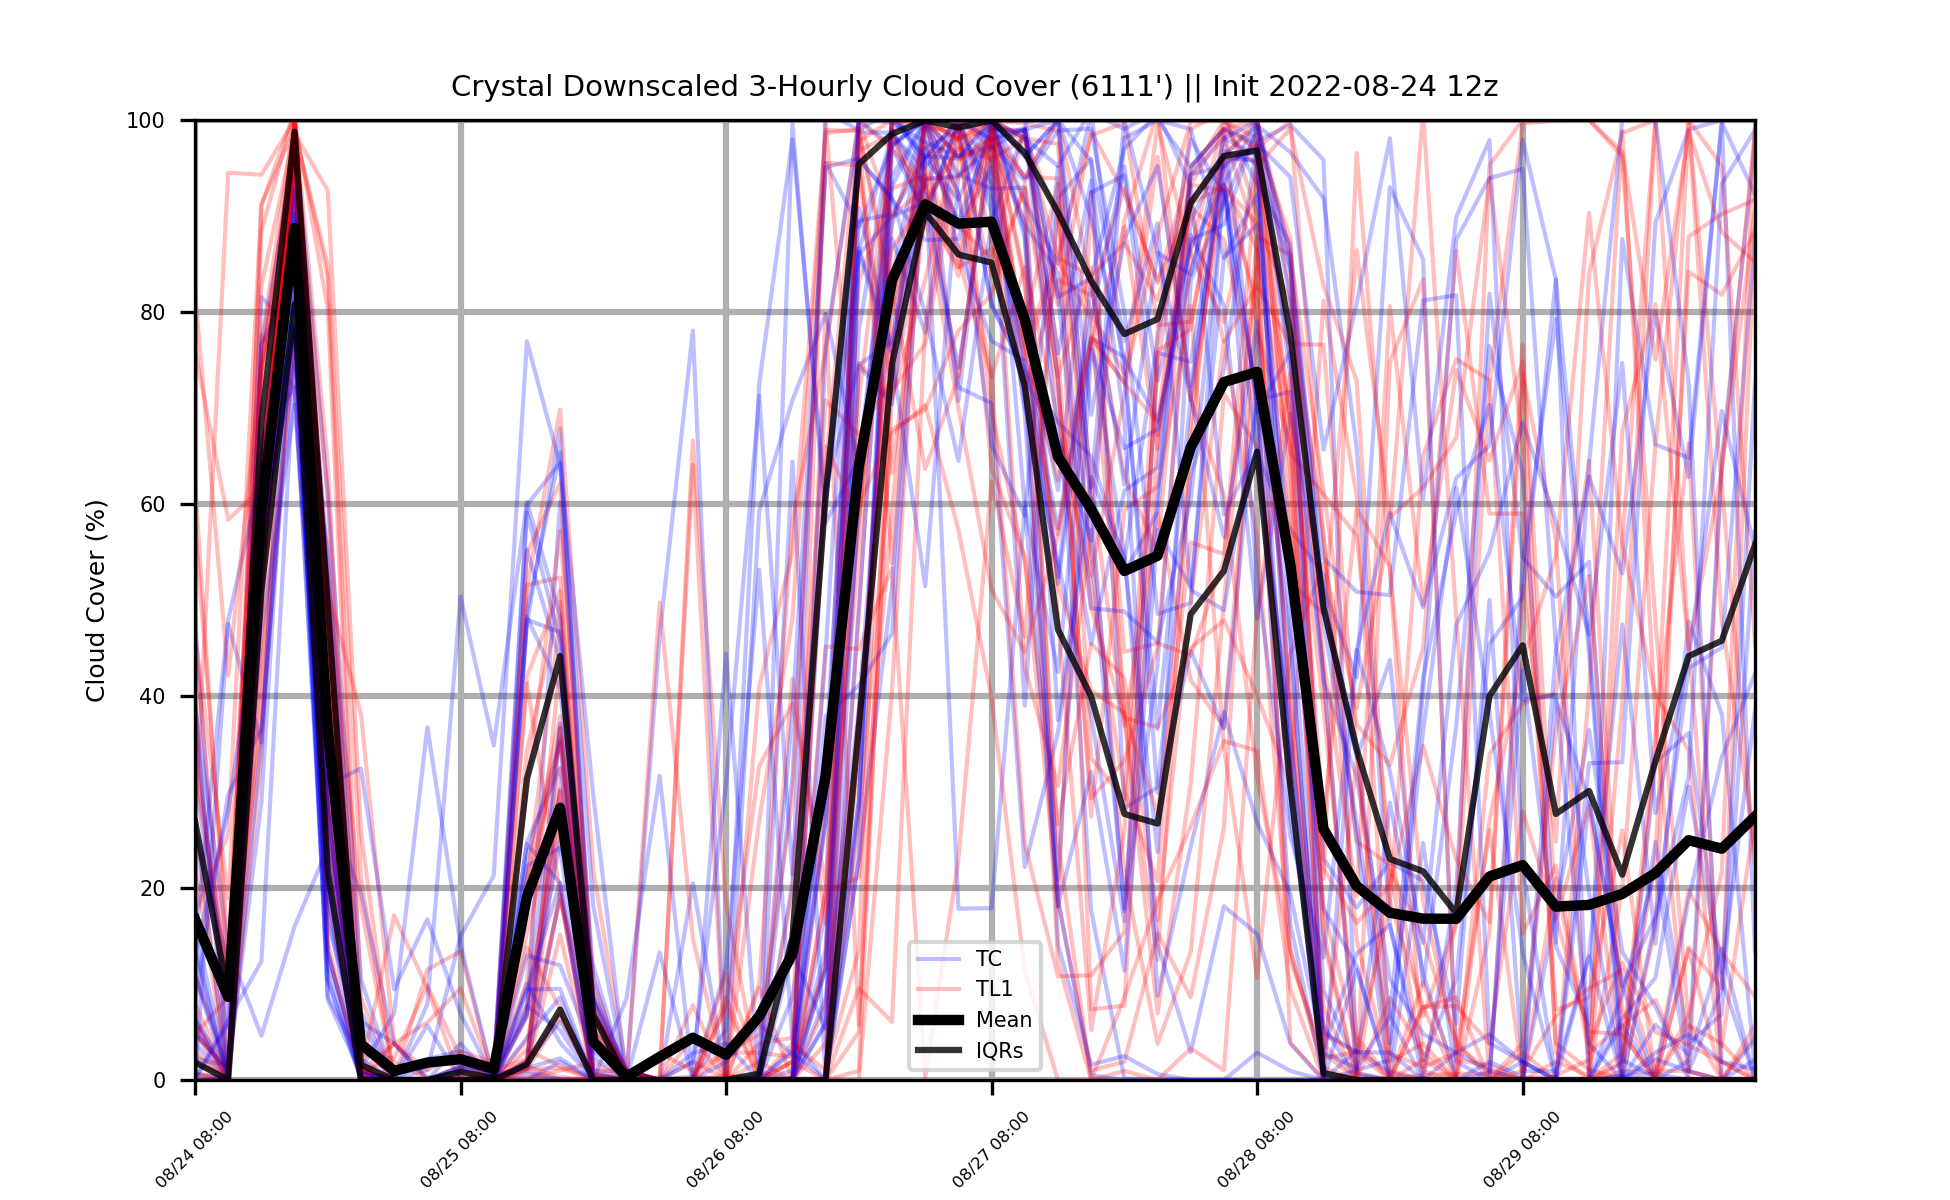 Crystal Downscaled 3-Hourly Cloud Cover (6111') || Init 2022-08-24 12z
Cloud Cover (%)
100
80
60
40
20
0
TC
TL1
Mean
IQRs
08/24 08:00
08/25 08:00
08/26 08:00
08/27 08:00
08/28 08:00
08/29 08:00